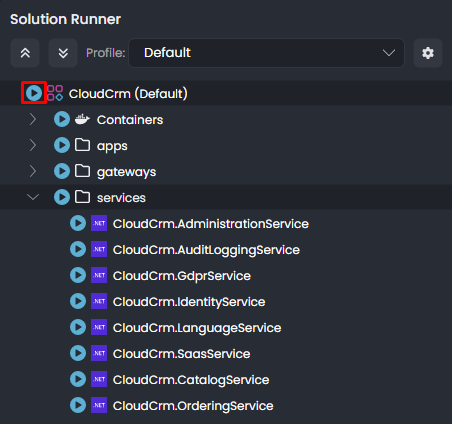 Solution Runner
Profile: Default
CloudCrm (Default)
Containers
apps
gateways
services
.NET CloudCrm.AdministrationService
.NET CloudCrm.AuditLoggingService
.NET CloudCrm.GdprService
.NET CloudCrm.IdentityService
.NET CloudCrm.LanguageService
.NET CloudCrm.SaasService
.NET CloudCrm.CatalogService
.NET CloudCrm.OrderingService